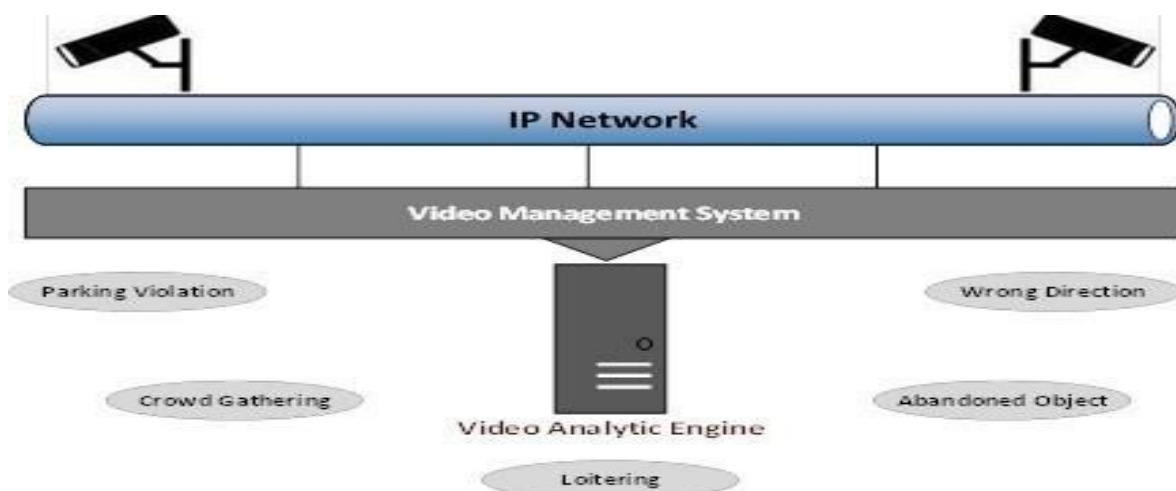 IP Network
Video Management System
Parking Violation
Wrong Direction
Crowd Gathering
Abandoned Object
Video Analytic Engine
Loitering